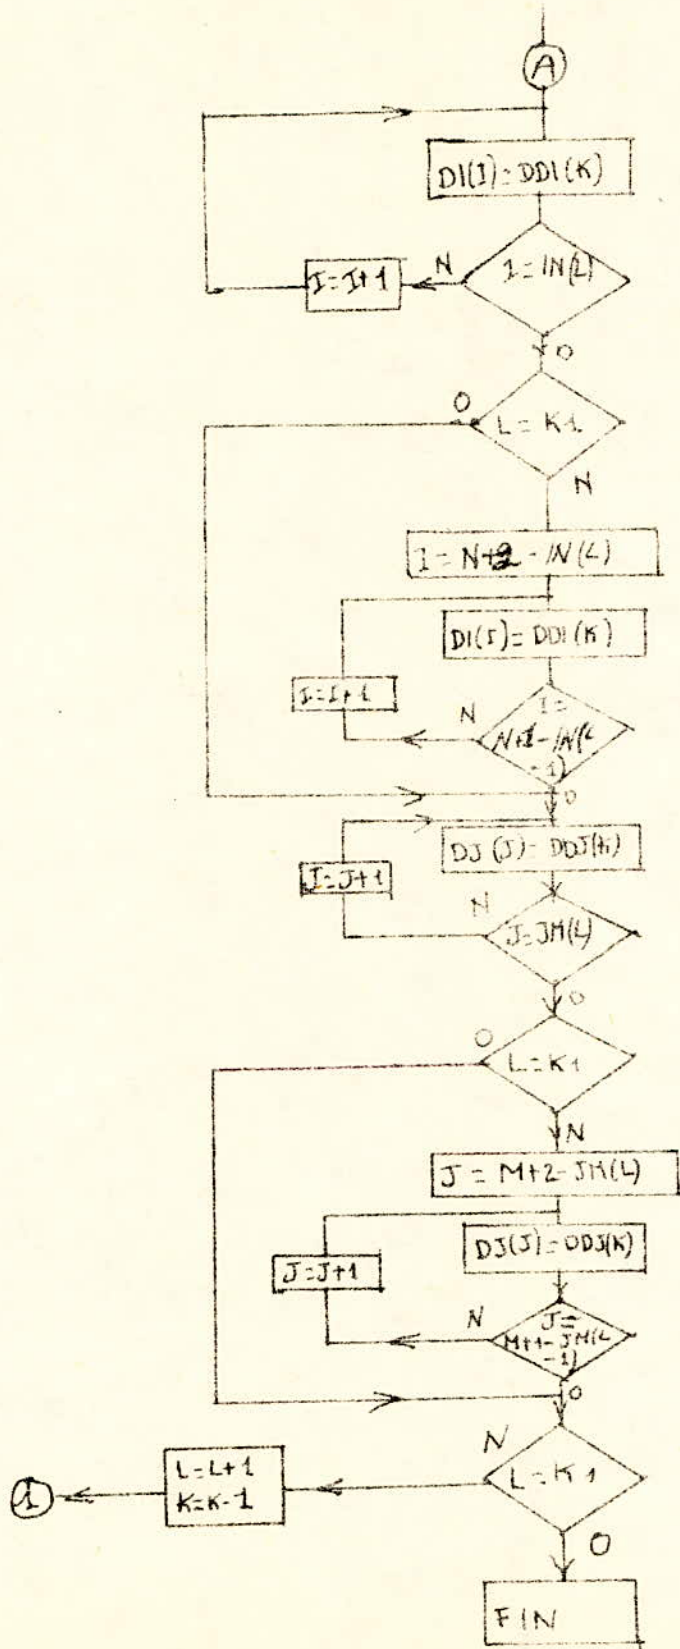 A
DI(I)=DDI(K)
I=IN(L)
N
I=I+1
O
L=K1
O
N
I=N+2-IN(L)
DI(I)=DDI(K)
I=I+1
I=
N+1-IN(L
-1)
N
O
DJ(J)=DDJ(K)
J=J+1
N
J=JM(L)
O
L=K1
O
N
J=M+2-JM(L)
DJ(J)=DDJ(K)
J=J+1
N
J=
M+1-JM(L
-1)
O
N
L=K1
L=L+1
K=K-1
1
O
FIN